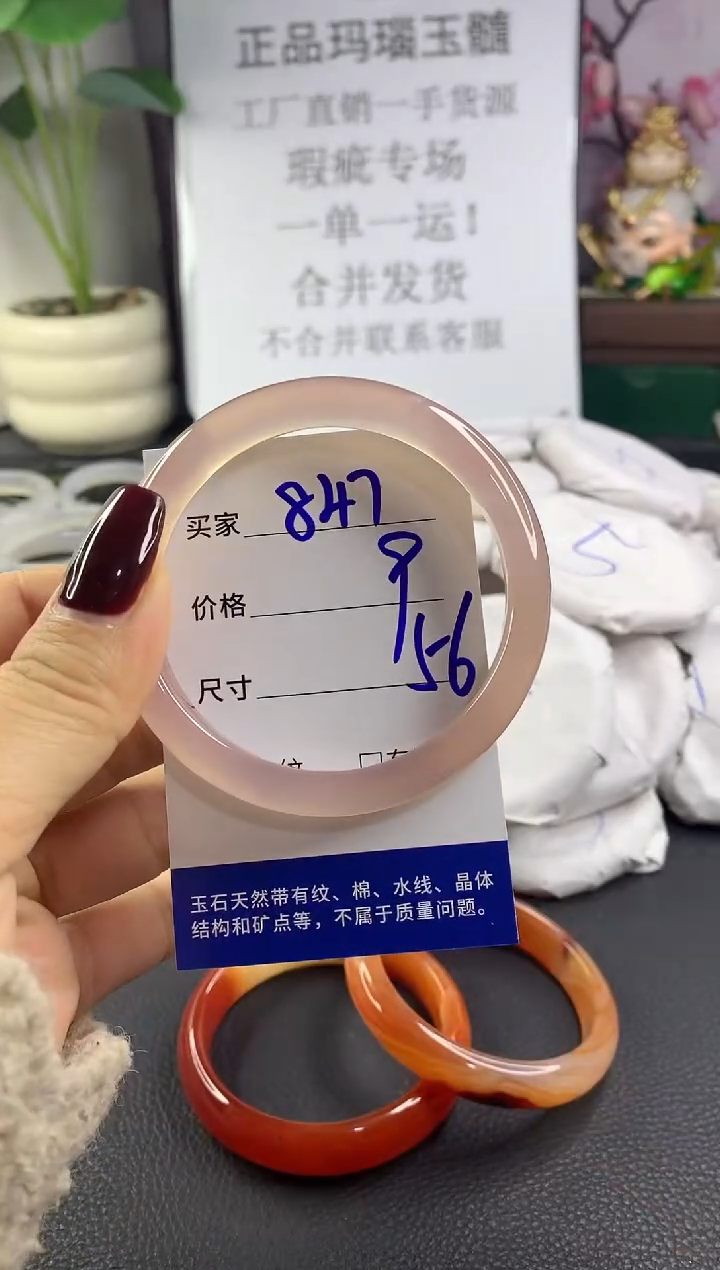 正品玛瑙玉髓
工厂直销一手货源
瑕疵专场
一单一运！
合并发货
不合并联系客服
买家 847
价格 9
尺寸 56
纹 □有
玉石天然带有纹、棉、水线、晶体
结构和矿点等，不属于质量问题。
5